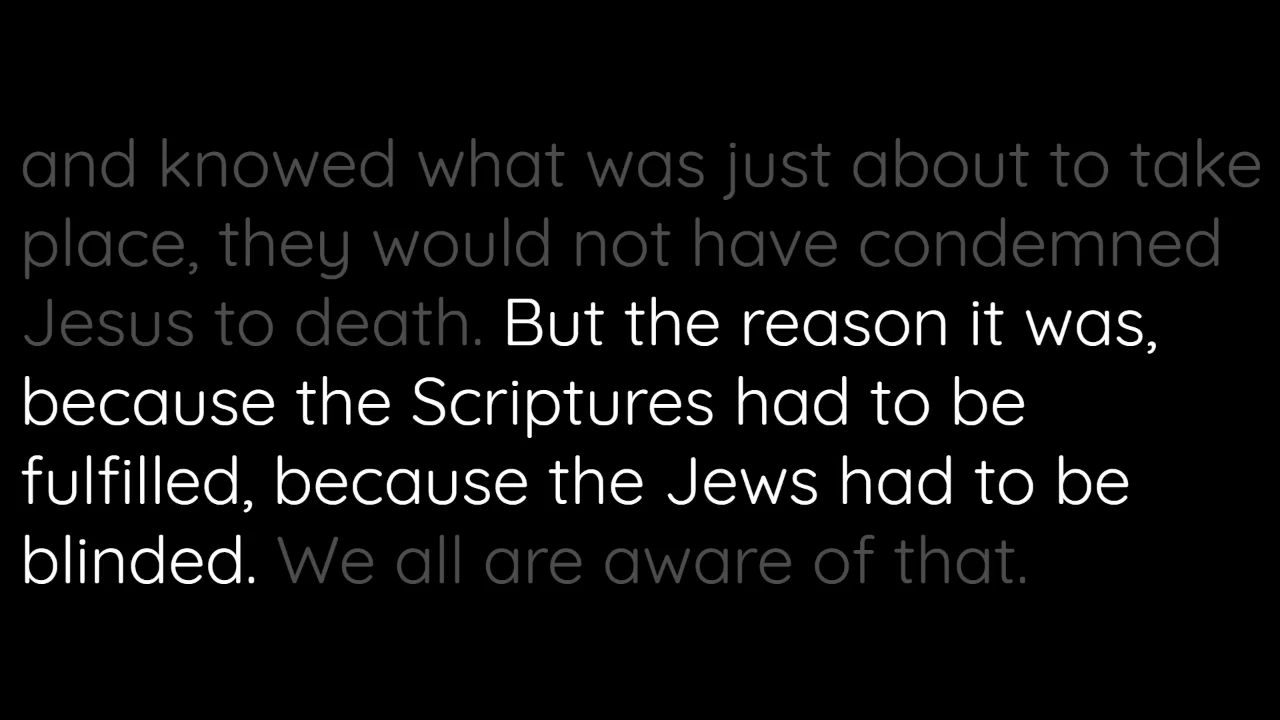 and knowed what was just about to take
place, they would not have condemned
Jesus to death. But the reason it was,
because the Scriptures had to be
fulfilled, because the Jews had to be
blinded. We all are aware of that.